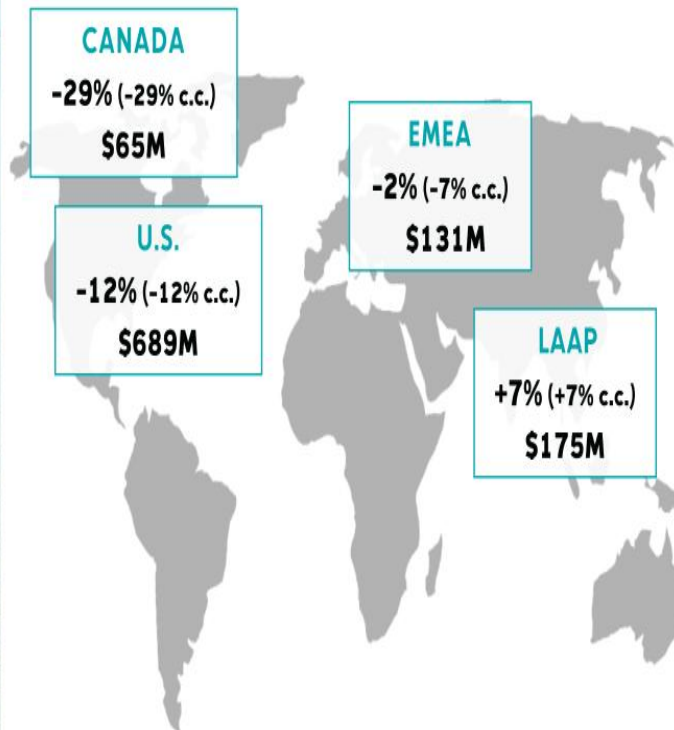 CANADA
-29% (-29% c.c.)
$65M
U.S.
-12% (-12% c.c.)
$689M
EMEA
-2% (-7% c.c.)
$131M
LAAP
+7% (+7% c.c.)
$175M